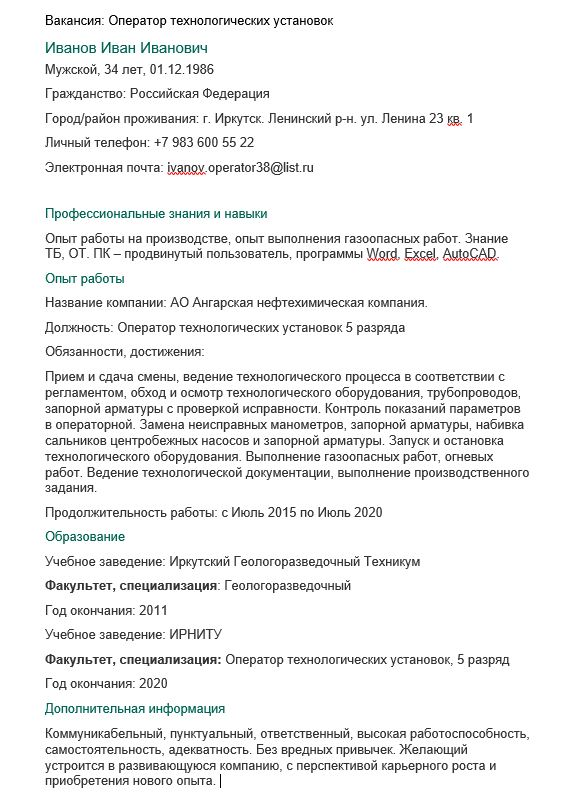 Вакансия: Оператор технологических установок
Иванов Иван Иванович
Мужской, 34 лет, 01.12.1986
Гражданство: Российская Федерация
Город/район проживания: г. Иркутск. Ленинский р-н. ул. Ленина 23 кв. 1
Личный телефон: +7 983 600 55 22
Электронная почта: ivanov.operator38@list.ru
Профессиональные знания и навыки
Опыт работы на производстве, опыт выполнения газоопасных работ. Знание
ТБ, ОТ. ПК – продвинутый пользователь, программы Word, Excel, AutoCAD.
Опыт работы
Название компании: АО Ангарская нефтехимическая компания.
Должность: Оператор технологических установок 5 разряда
Обязанности, достижения:
Прием и сдача смены, ведение технологического процесса в соответствии с
регламентом, обход и осмотр технологического оборудования, трубопроводов,
запорной арматуры с проверкой исправности. Контроль показаний параметров
в операторной. Замена неисправных манометров, запорной арматуры, набивка
сальников центробежных насосов и запорной арматуры. Запуск и остановка
технологического оборудования. Выполнение газоопасных работ, огневых
работ. Ведение технологической документации, выполнение производственного
задания.
Продолжительность работы: с Июль 2015 по Июль 2020
Образование
Учебное заведение: Иркутский Геологоразведочный Техникум
Факультет, специализация: Геологоразведочный
Год окончания: 2011
Учебное заведение: ИРНИТУ
Факультет, специализация: Оператор технологических установок, 5 разряд
Год окончания: 2020
Дополнительная информация
Коммуникабельный, пунктуальный, ответственный, высокая работоспособность,
самостоятельность, адекватность. Без вредных привычек. Желающий
устроится в развивающуюся компанию, с перспективой карьерного роста и
приобретения нового опыта.